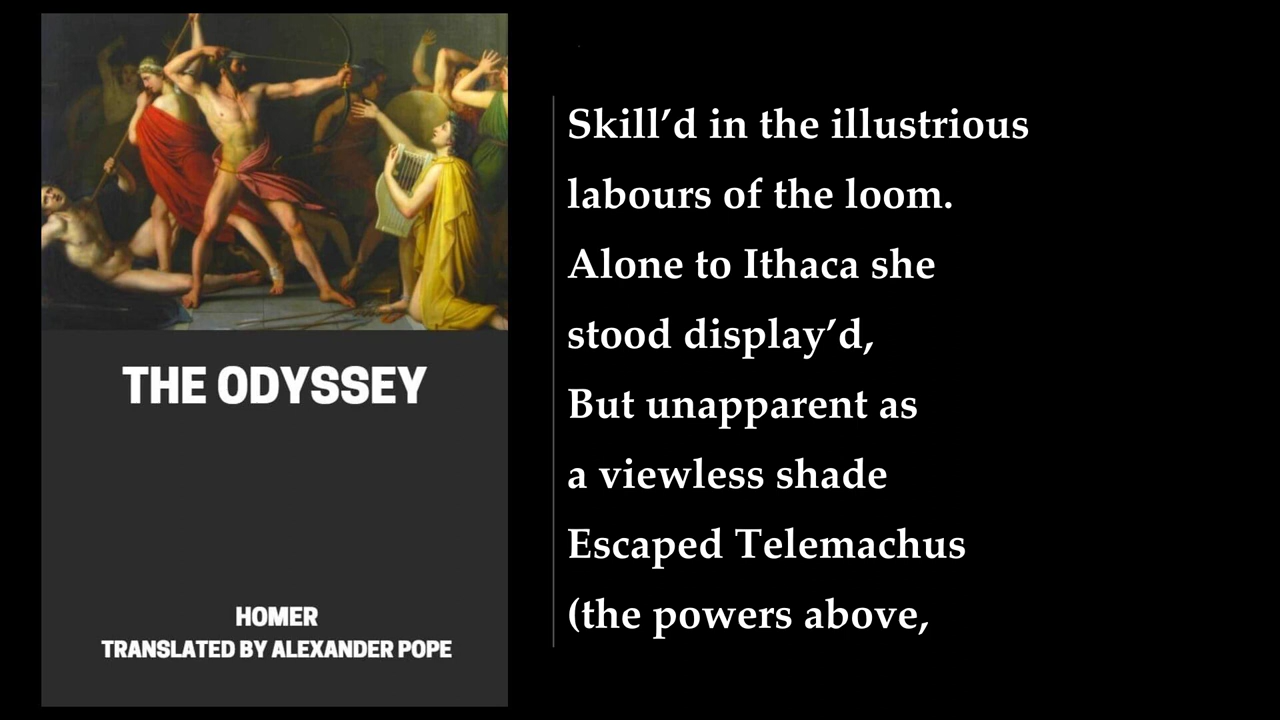 THE ODYSSEY
HOMER
TRANSLATED BY ALEXANDER POPE
Skill’d in the illustrious
labours of the loom.
Alone to Ithaca she
stood display’d,
But unapparent as
a viewless shade
Escaped Telemachus
(the powers above,